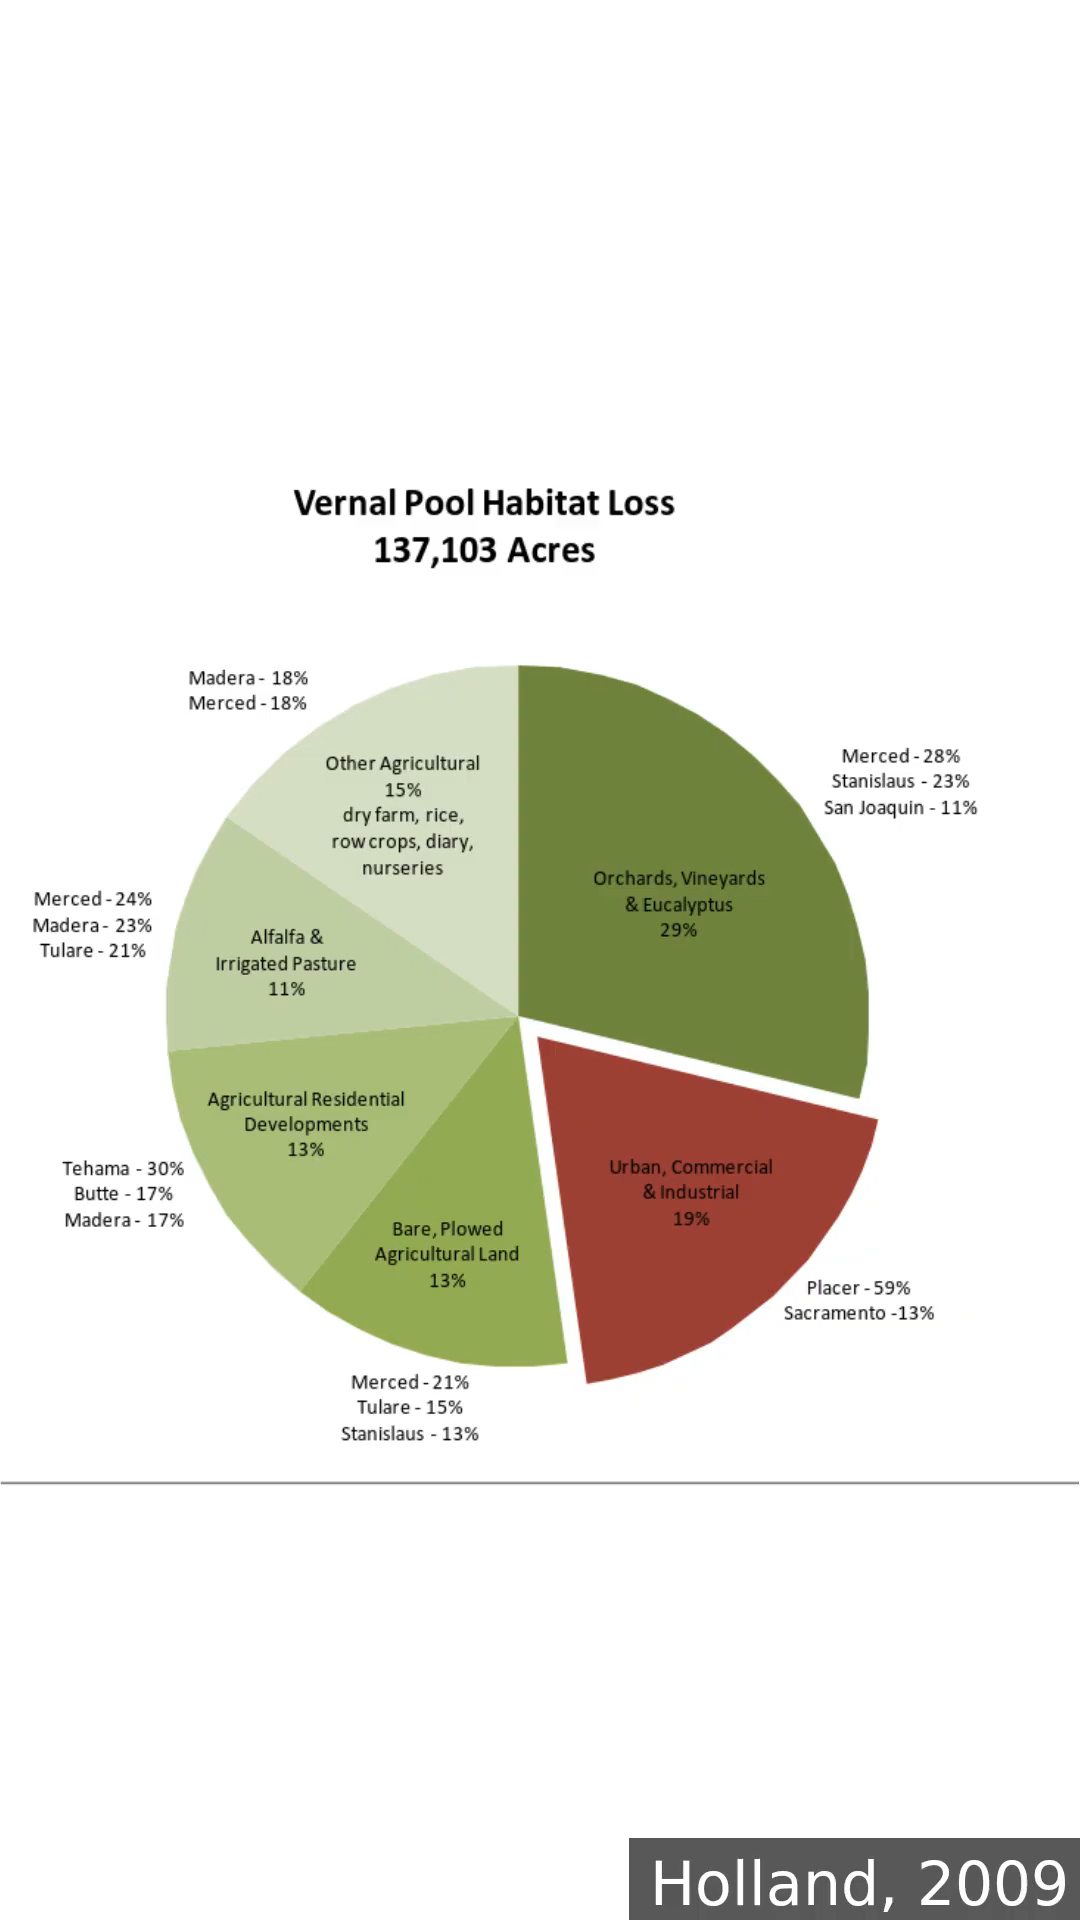 Vernal Pool Habitat Loss
137,103 Acres
Madera - 18%
Merced - 18%
Other Agricultural
15%
dry farm, rice,
row crops, diary,
nurseries
Merced - 28%
Stanislaus - 23%
San Joaquin - 11%
Orchards, Vineyards
& Eucalyptus
29%
Merced - 24%
Madera - 23%
Tulare - 21%
Alfalfa &
Irrigated Pasture
11%
Agricultural Residential
Developments
13%
Tehama - 30%
Butte - 17%
Madera - 17%
Urban, Commercial
& Industrial
19%
Bare, Plowed
Agricultural Land
13%
Placer - 59%
Sacramento -13%
Merced - 21%
Tulare - 15%
Stanislaus - 13%
Holland, 2009